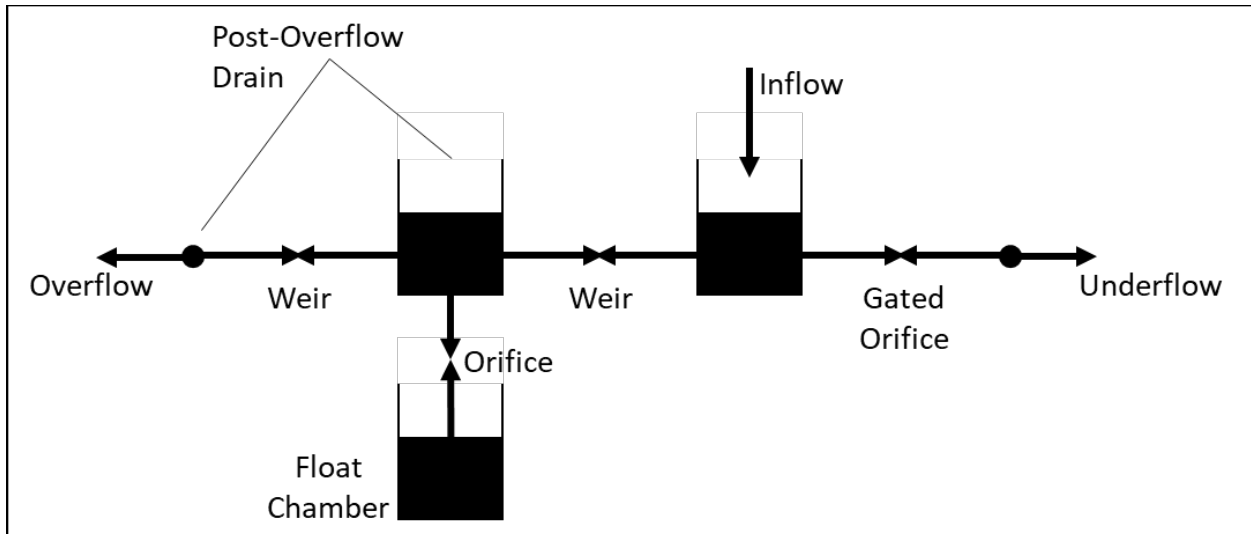 Post-Overflow
Drain
Inflow
Overflow
Weir
Weir
Gated
Orifice
Underflow
Orifice
Float
Chamber